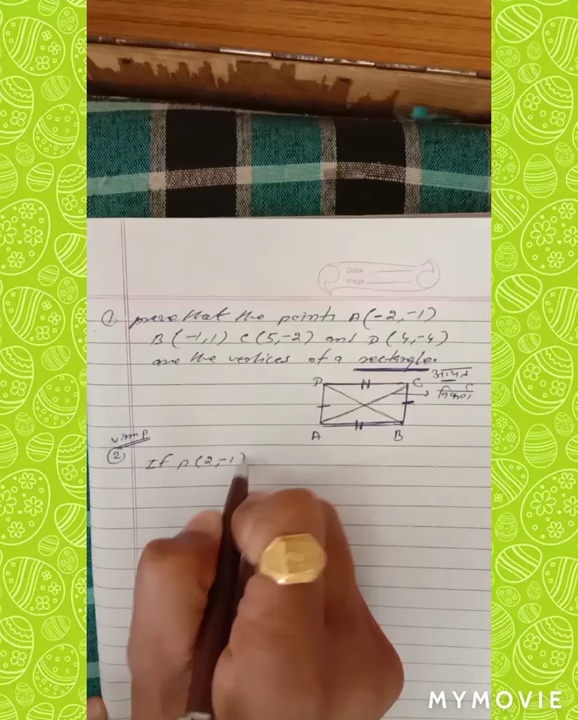 Date
Page
① prove that the points A(-2,-1)
B(-1,1) C(5,-2) and D(4,-4)
are the vertices of a rectangle.
D C
A B
v.imp
② If p(2,-1)
MYMOVIE